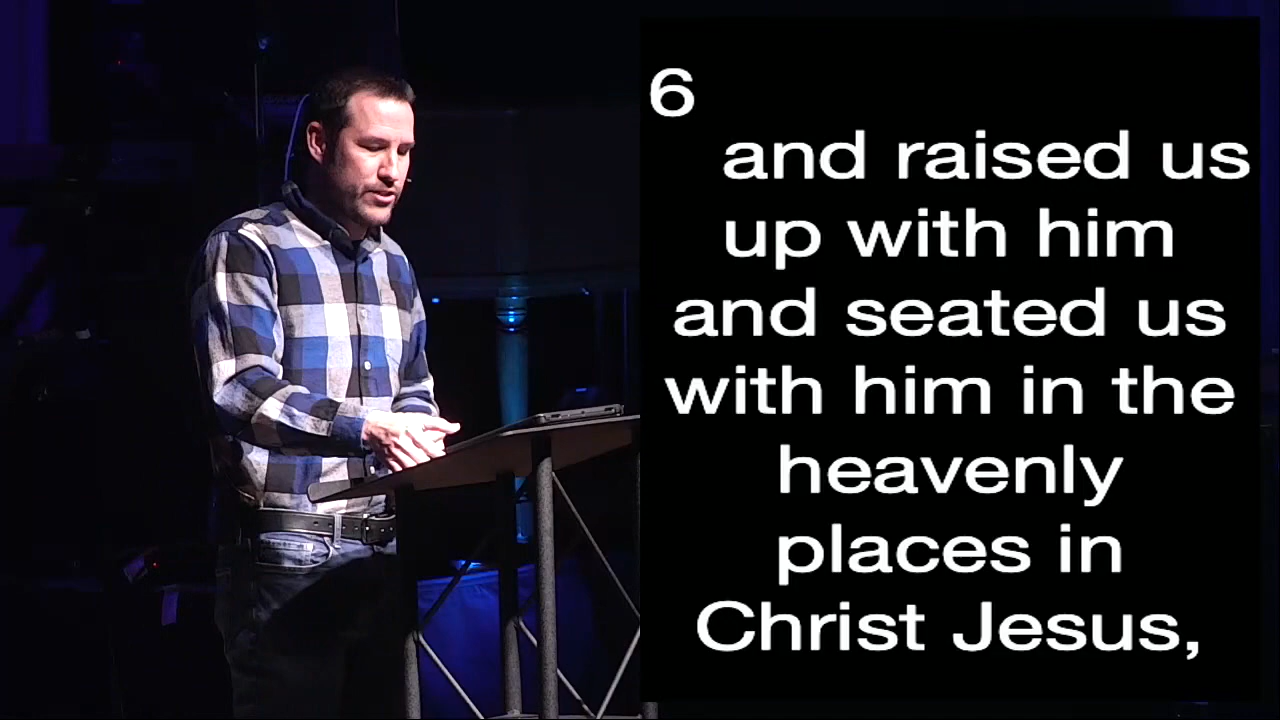 6
and raised us
up with him
and seated us
with him in the
heavenly
places in
Christ Jesus,